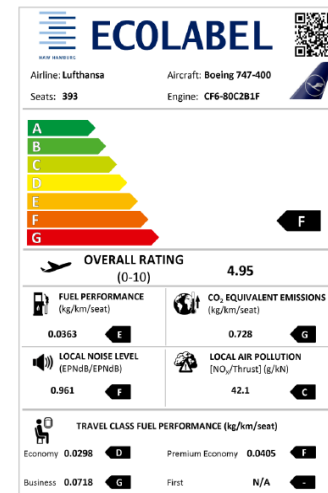 HAW HAMBURG
ECOLABEL
Airline: Lufthansa Aircraft: Boeing 747-400
Seats: 393 Engine: CF6-80C2B1F
A
B
C
D
E
F
F
G
OVERALL RATING
(0-10)
4.95
FUEL PERFORMANCE
(kg/km/seat)
0.0363 E
CO₂ EQUIVALENT EMISSIONS
(kg/km/seat)
0.728 G
LOCAL NOISE LEVEL
(EPNdB/EPNdB)
0.961 F
LOCAL AIR POLLUTION
[NOₓ/Thrust] (g/kN)
42.1 C
TRAVEL CLASS FUEL PERFORMANCE (kg/km/seat)
Economy 0.0298 D Premium Economy 0.0405 F
Business 0.0718 G First N/A -